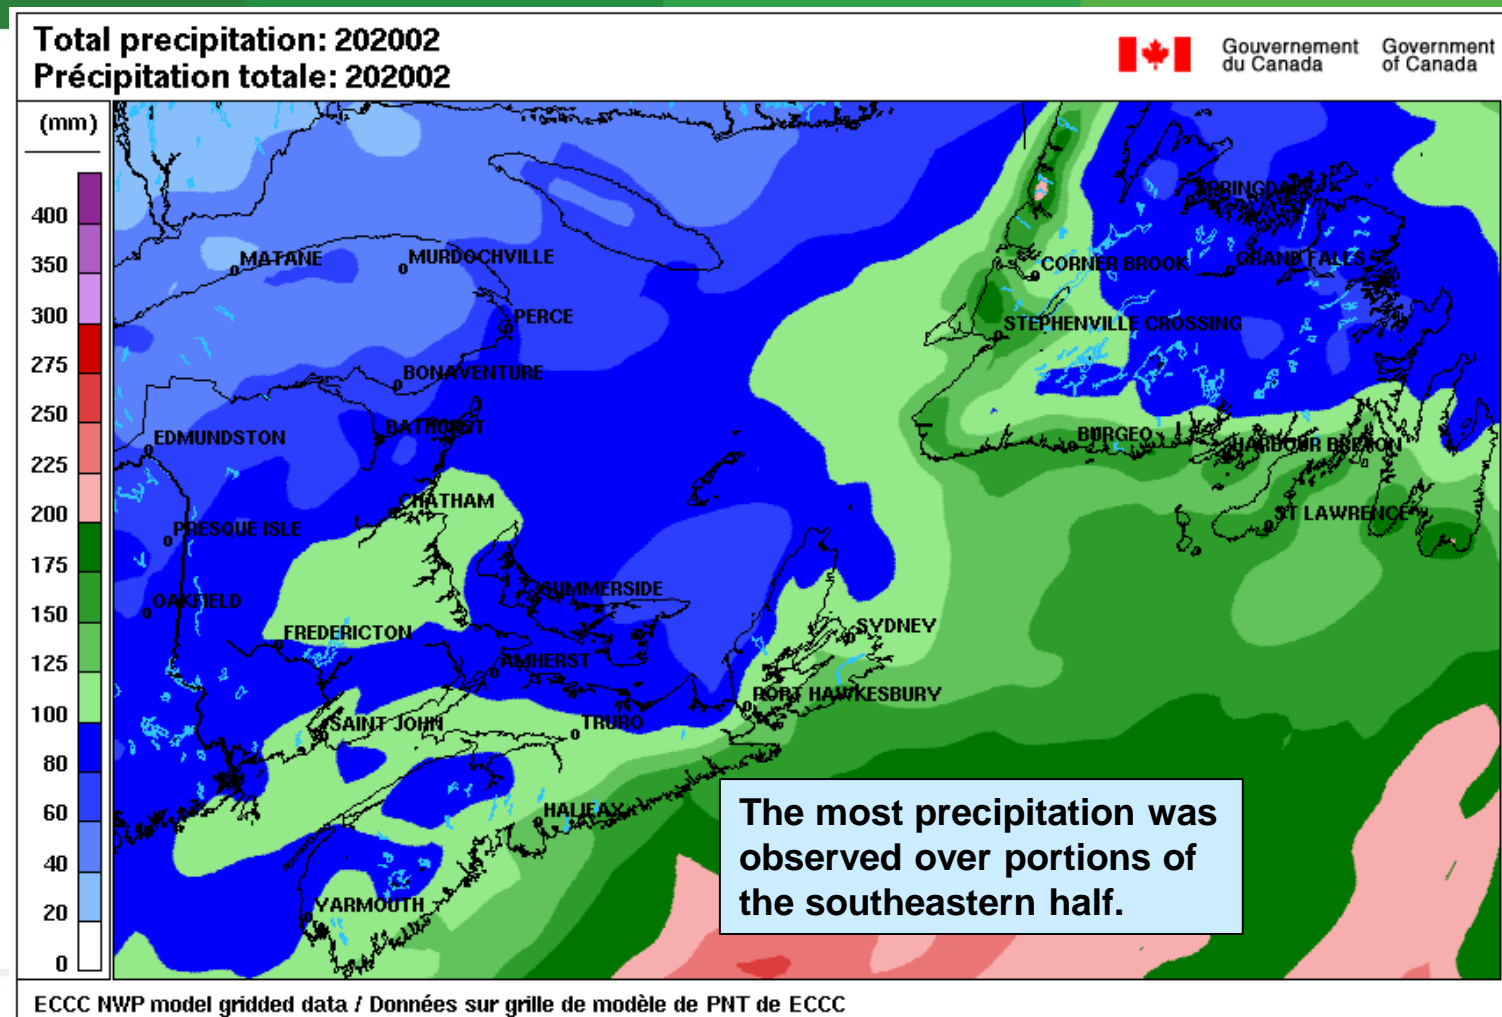 Total precipitation: 202002
Précipitation totale: 202002
Gouvernement du Canada
Government of Canada
(mm)
400
350
300
275
250
225
200
175
150
125
100
80
60
40
20
0
MATANE
MURDOCHVILLE
PERCE
BONAVENTURE
BATHURST
EDMUNDSTON
CHATHAM
PRESQUE ISLE
OAKFIELD
SUMMERSIDE
FREDERICTON
AMHERST
SYDNEY
PORT HAWKESBURY
SAINT JOHN
TRURO
HALIFAX
YARMOUTH
CORNER BROOK
GRAND FALLS
STEPHENVILLE CROSSING
BURGEO
HARBOUR BRETON
ST LAWRENCE
The most precipitation was
observed over portions of
the southeastern half.
ECCC NWP model gridded data / Données sur grille de modèle de PNT de ECCC